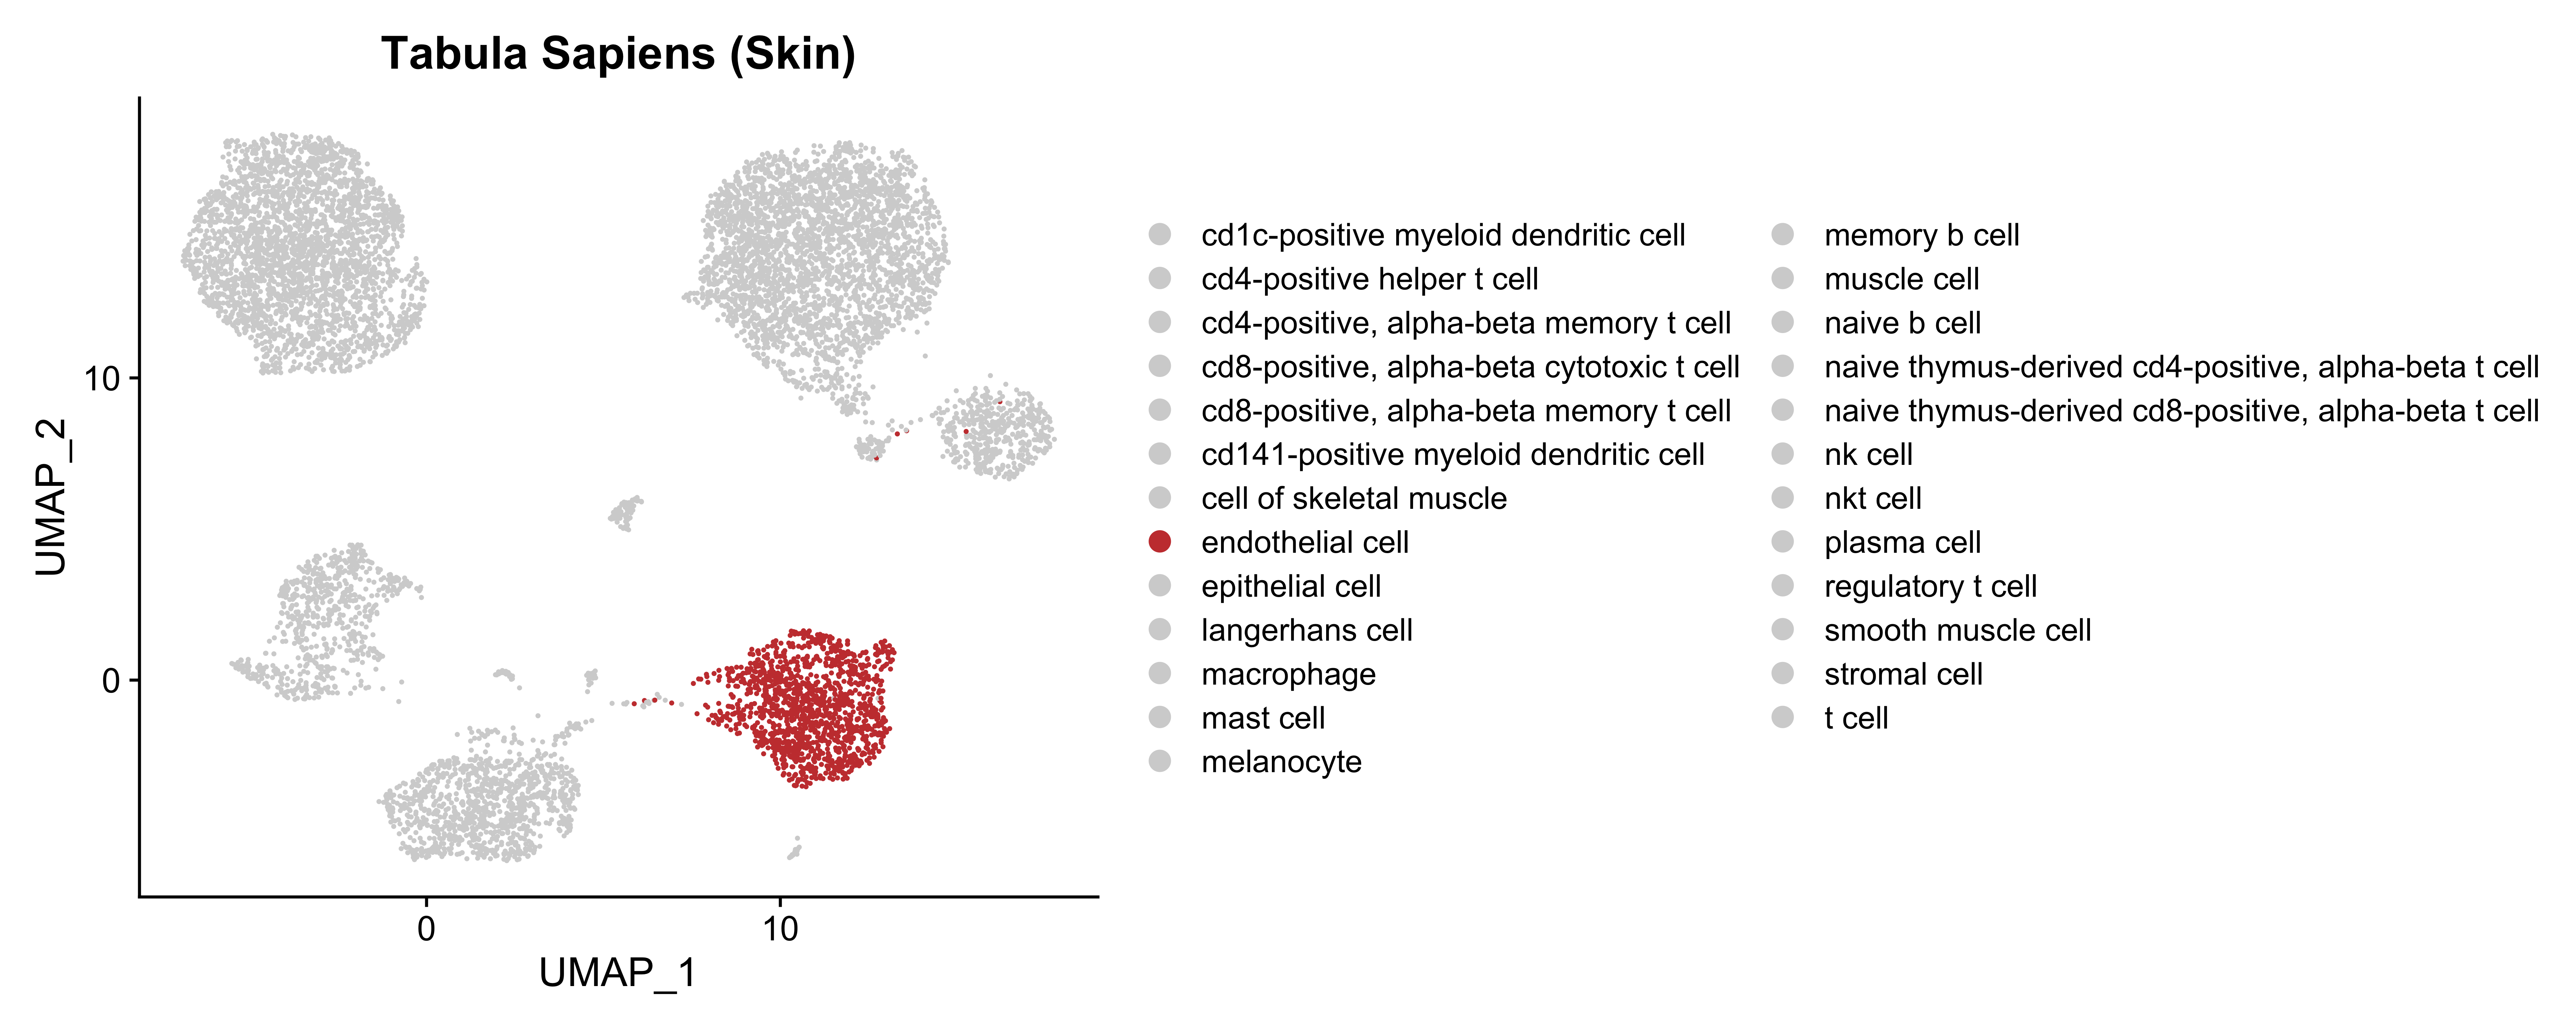 Tabula Sapiens (Skin)
UMAP_2
10
0
0
10
UMAP_1
cd1c-positive myeloid dendritic cell
cd4-positive helper t cell
cd4-positive, alpha-beta memory t cell
cd8-positive, alpha-beta cytotoxic t cell
cd8-positive, alpha-beta memory t cell
cd141-positive myeloid dendritic cell
cell of skeletal muscle
endothelial cell
epithelial cell
langerhans cell
macrophage
mast cell
melanocyte
memory b cell
muscle cell
naive b cell
naive thymus-derived cd4-positive, alpha-beta t cell
naive thymus-derived cd8-positive, alpha-beta t cell
nk cell
nkt cell
plasma cell
regulatory t cell
smooth muscle cell
stromal cell
t cell